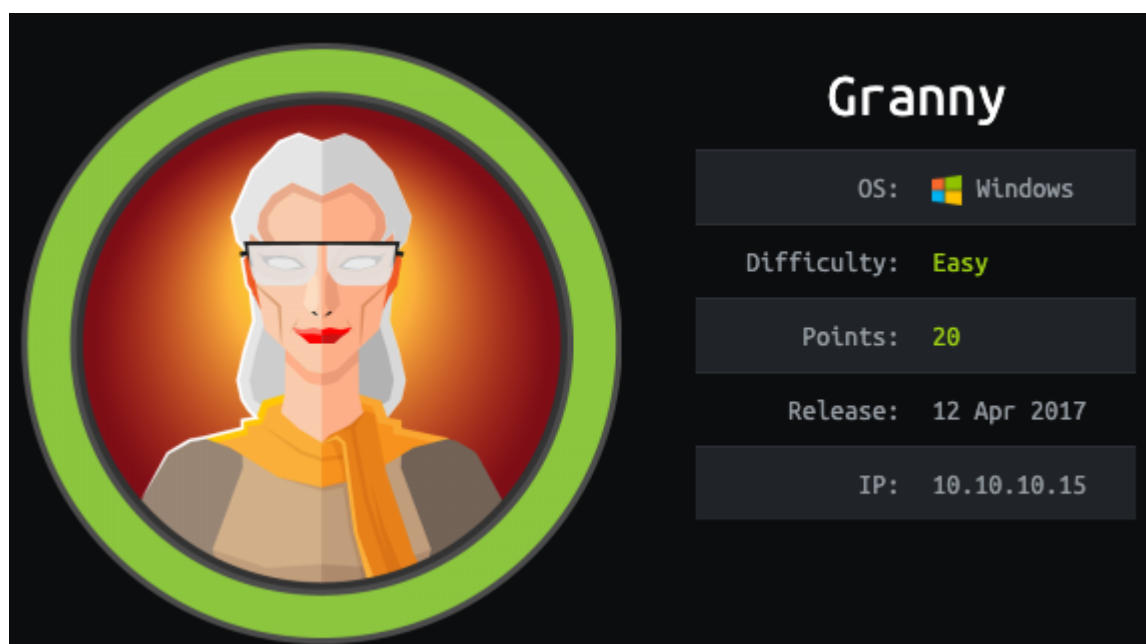 Granny
OS: Windows
Difficulty: Easy
Points: 20
Release: 12 Apr 2017
IP: 10.10.10.15